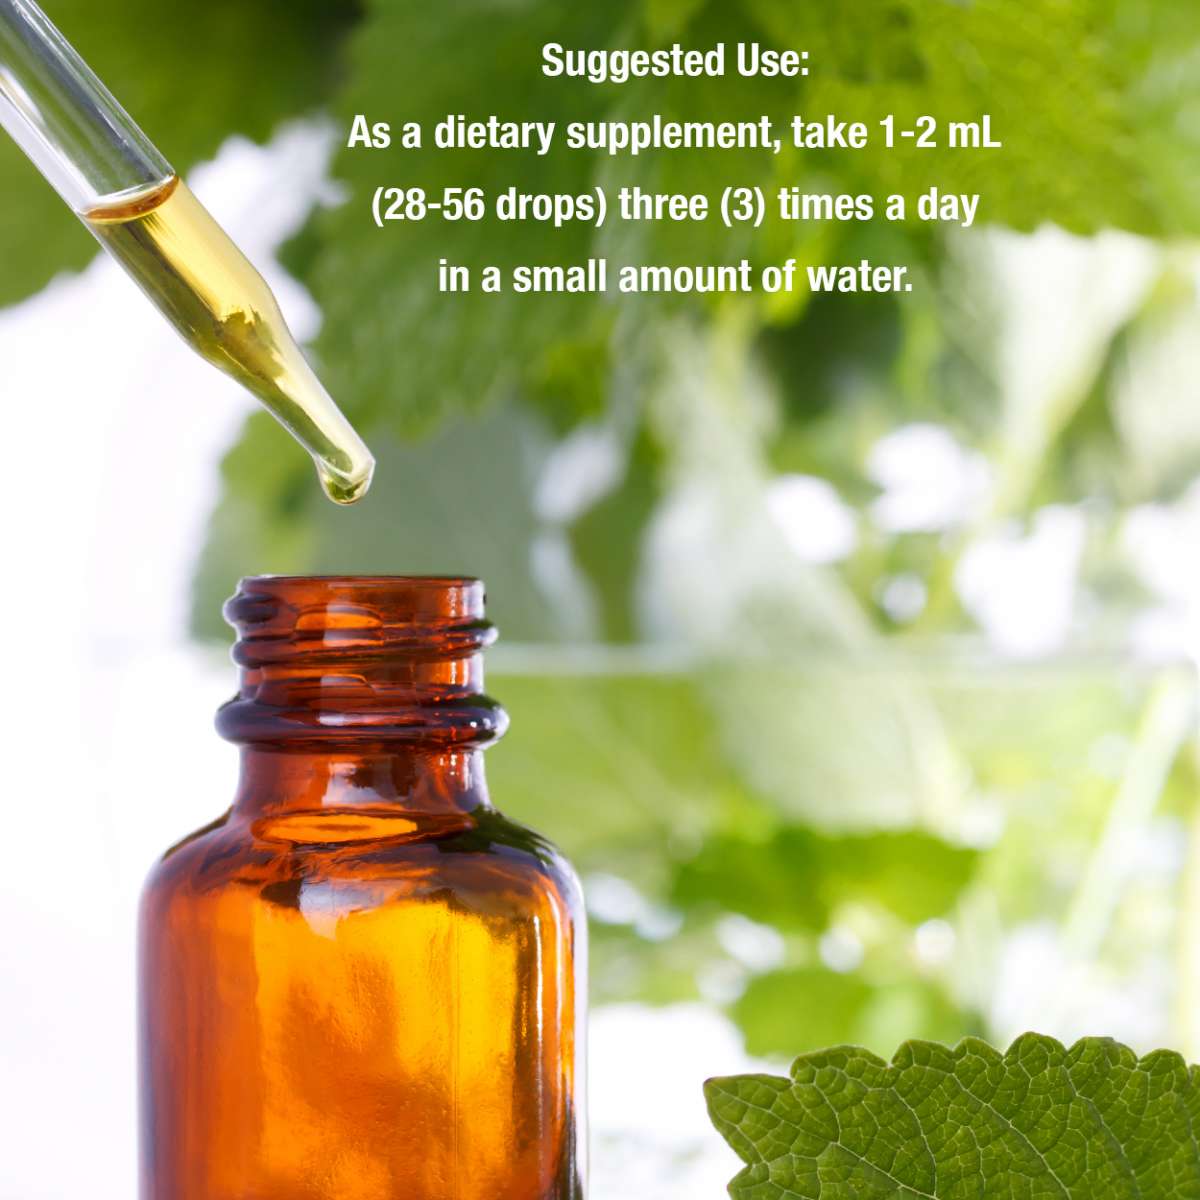 Suggested Use:
As a dietary supplement, take 1-2 mL
(28-56 drops) three (3) times a day
in a small amount of water.